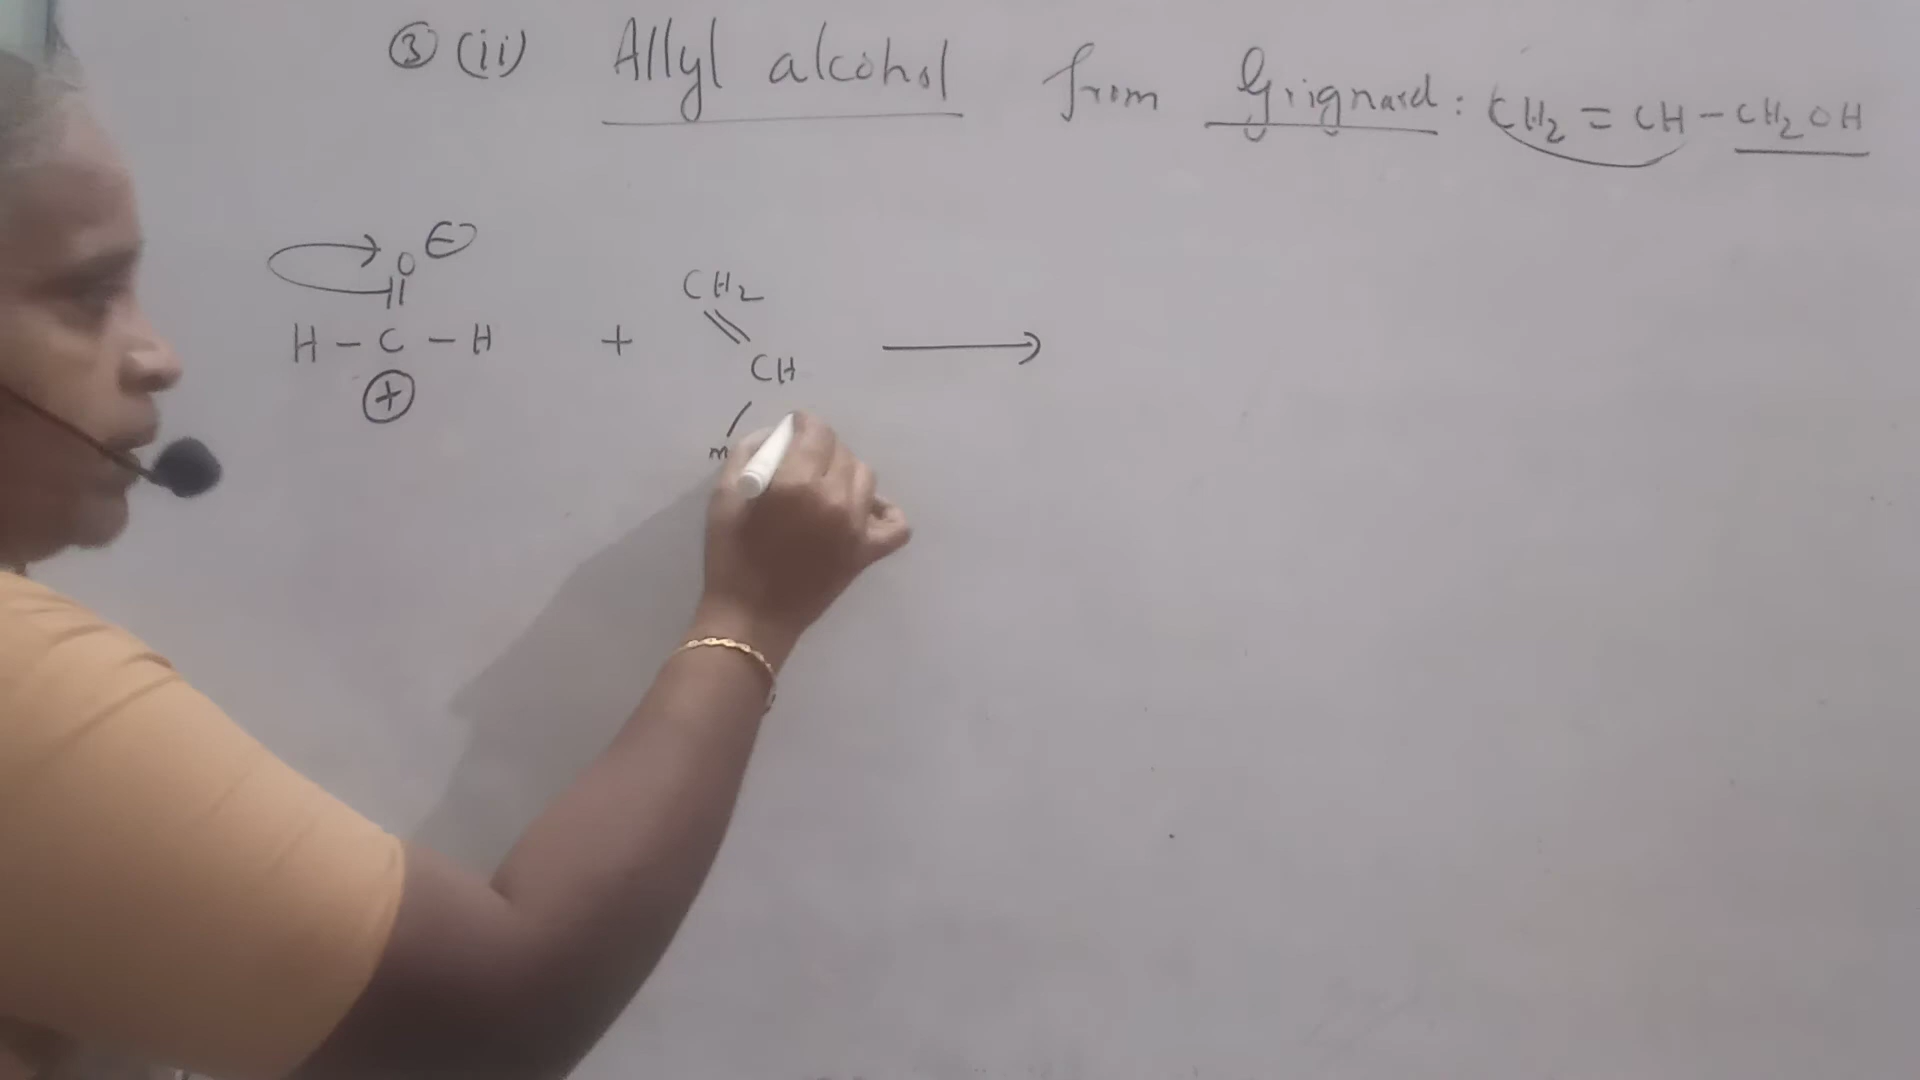 ③ (ii) Allyl alcohol from Grignard : CH₂ = CH - CH₂OH
O ⊖
H - C - H + CH₂ = CH ⟶
⊕
m